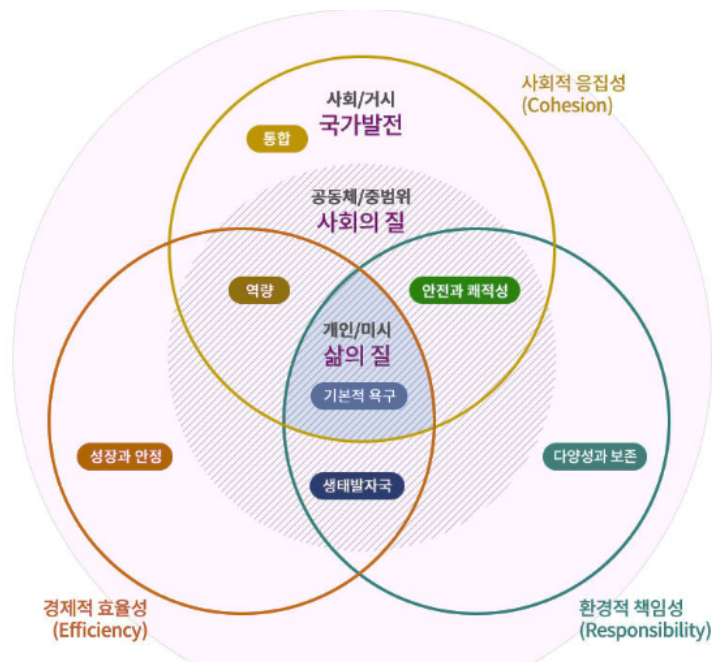 사회적 응집성
(Cohesion)
사회/거시
국가발전
통합
공동체/중범위
사회의 질
역량
안전과 쾌적성
개인/미시
삶의 질
기본적 욕구
성장과 안정
다양성과 보존
생태발자국
경제적 효율성
(Efficiency)
환경적 책임성
(Responsibility)